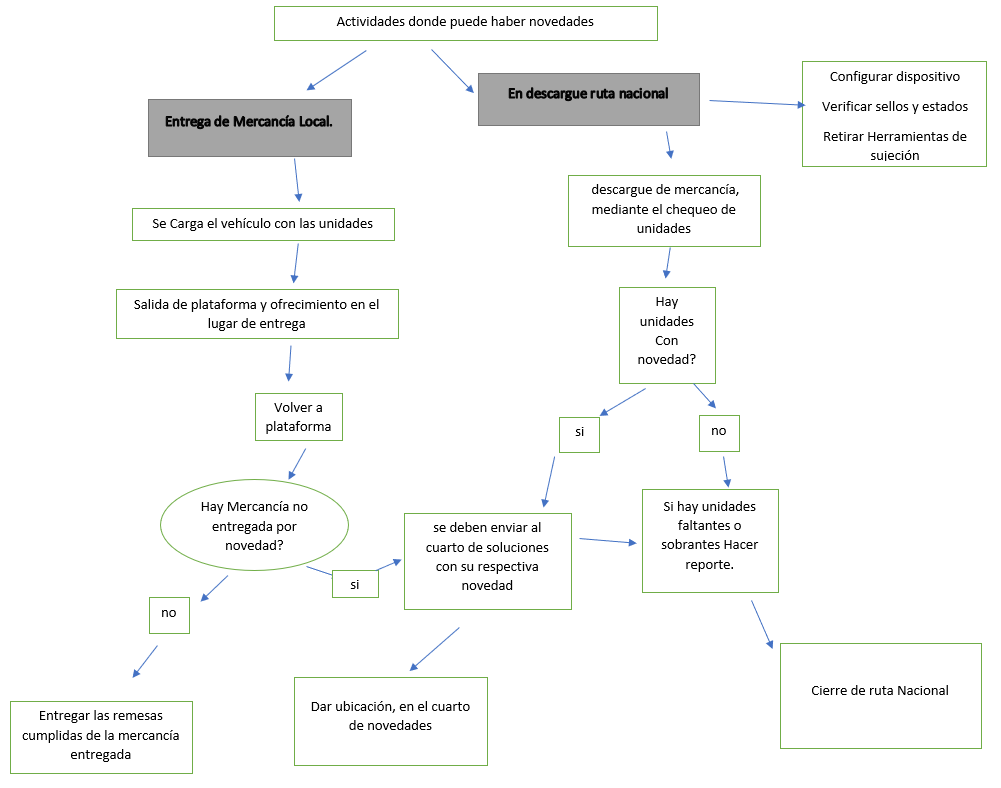 Actividades donde puede haber novedades
Entrega de Mercancía Local.
En descargue ruta nacional
Configurar dispositivo
Verificar sellos y estados
Retirar Herramientas de
sujeción
Se Carga el vehículo con las unidades
descargue de mercancía,
mediante el chequeo de
unidades
Salida de plataforma y ofrecimiento en el
lugar de entrega
Hay
unidades
Con
novedad?
Volver a
plataforma
si
no
Hay Mercancía no
entregada por
novedad?
se deben enviar al
cuarto de soluciones
con su respectiva
novedad
Si hay unidades
faltantes o
sobrantes Hacer
reporte.
si
no
Entregar las remesas
cumplidas de la mercancía
entregada
Dar ubicación, en el cuarto
de novedades
Cierre de ruta Nacional